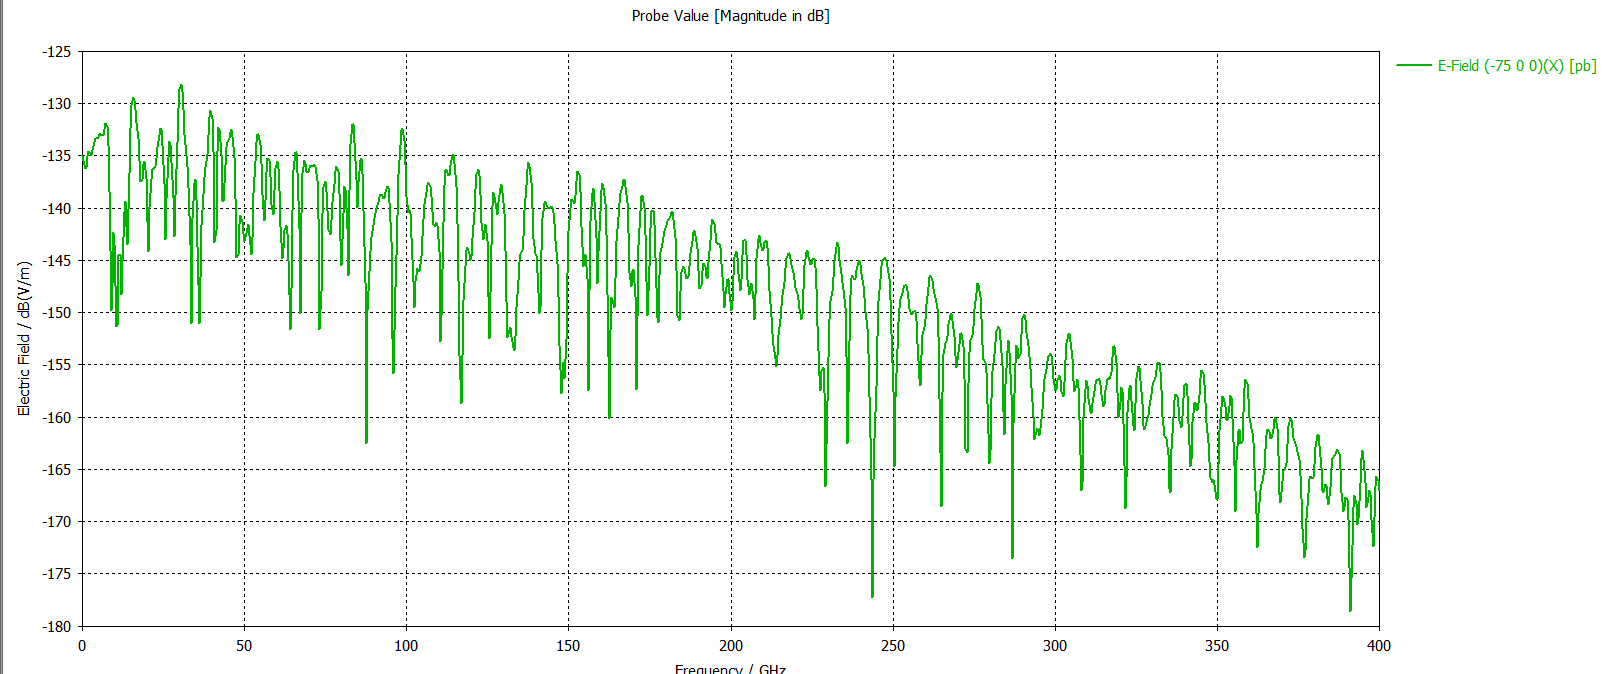 Probe Value [Magnitude in dB]
E-Field (-75 0 0)(X) [pb]
Electric Field / dB(V/m)
-125
-130
-135
-140
-145
-150
-155
-160
-165
-170
-175
-180
0 50 100 150 200 250 300 350 400
Frequency / GHz